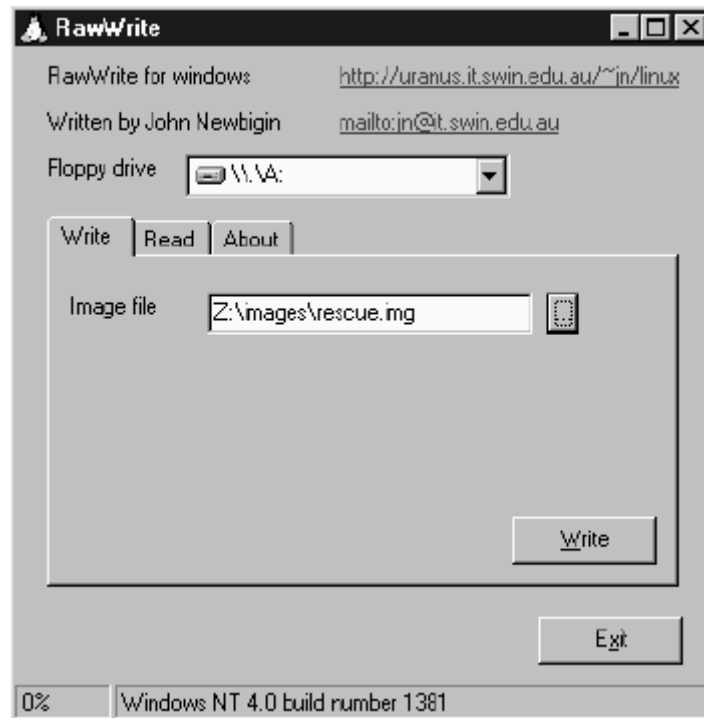 RawWrite
RawWrite for windows http://uranus.it.swin.edu.au/~jn/linux
Written by John Newbigin mailto:jn@it.swin.edu.au
Floppy drive \\.\A:
Write Read About
Image file Z:\images\rescue.img ...
Write
Exit
0% Windows NT 4.0 build number 1381